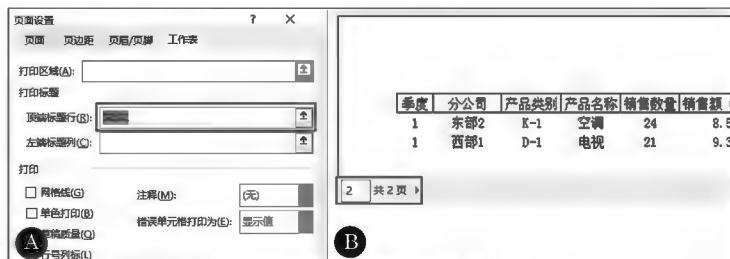 页面设置 ? ×
页面 页边距 页眉/页脚 工作表
打印区域(A):
打印标题
顶端标题行(R):
左端标题列(C):
打印
网格线(G) 注释(M): (无)
单色打印(B)
错误单元格打印为(E): 显示值
草稿质量(Q)
行号列标(L)
A
季度 分公司 产品类别 产品名称 销售数量 销售额
1 东部2 K-1 空调 24 8.5
1 西部1 D-1 电视 21 9.3
2 共2页
B